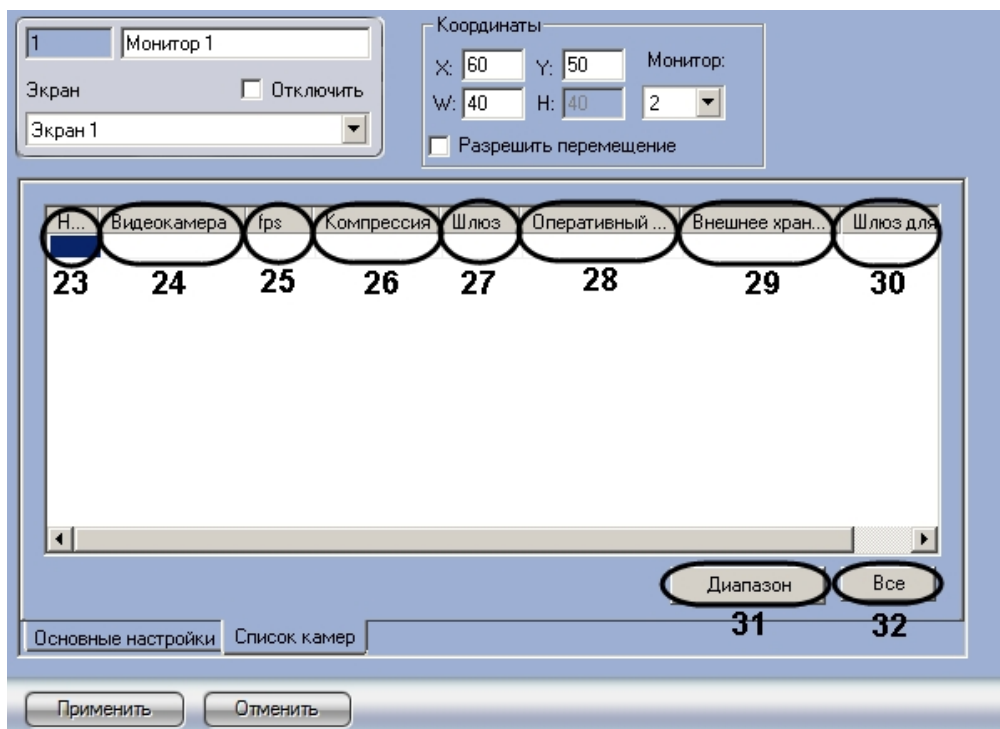 1 Монитор 1
Экран Отключить
Экран 1
Координаты
X: 60 Y: 50 Монитор:
W: 40 H: 40 2
Разрешить перемещение
Н... Видеокамера fps Компрессия Шлюз Оперативный ... Внешнее хран... Шлюз для
23 24 25 26 27 28 29 30
Диапазон Все
31 32
Основные настройки Список камер
Применить Отменить